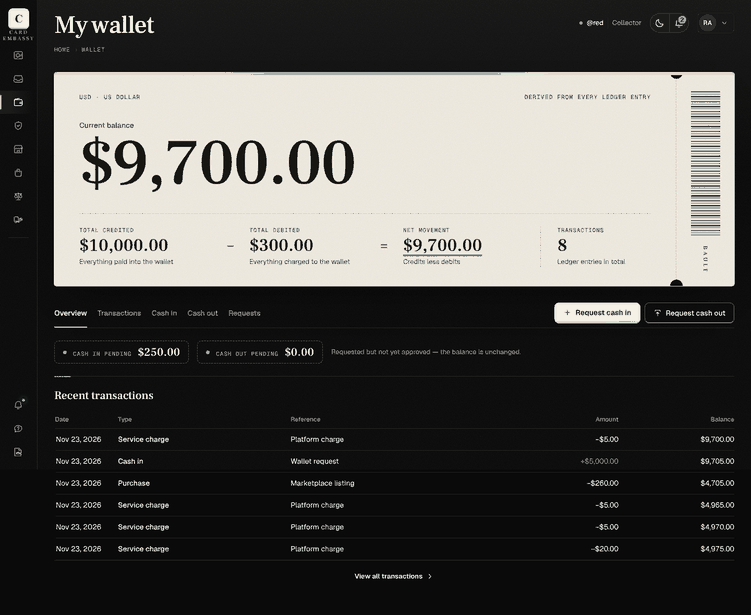 C
CARD
EMBASSY
My wallet
@red Collector
2
RA
HOME · WALLET
USD · US DOLLAR
DERIVED FROM EVERY LEDGER ENTRY
Current balance
$9,700.00
TOTAL CREDITED
$10,000.00
Everything paid into the wallet
–
TOTAL DEBITED
$300.00
Everything charged to the wallet
=
NET MOVEMENT
$9,700.00
Credits less debits
TRANSACTIONS
8
Ledger entries in total
Overview Transactions Cash in Cash out Requests
+ Request cash in
Request cash out
CASH IN PENDING $250.00
CASH OUT PENDING $0.00
Requested but not yet approved — the balance is unchanged.
Recent transactions
Date Type Reference Amount Balance
Nov 23, 2026 Service charge Platform charge –$5.00 $9,700.00
Nov 23, 2026 Cash in Wallet request +$5,000.00 $9,705.00
Nov 23, 2026 Purchase Marketplace listing –$260.00 $4,705.00
Nov 23, 2026 Service charge Platform charge –$5.00 $4,965.00
Nov 23, 2026 Service charge Platform charge –$5.00 $4,970.00
Nov 23, 2026 Service charge Platform charge –$20.00 $4,975.00
View all transactions